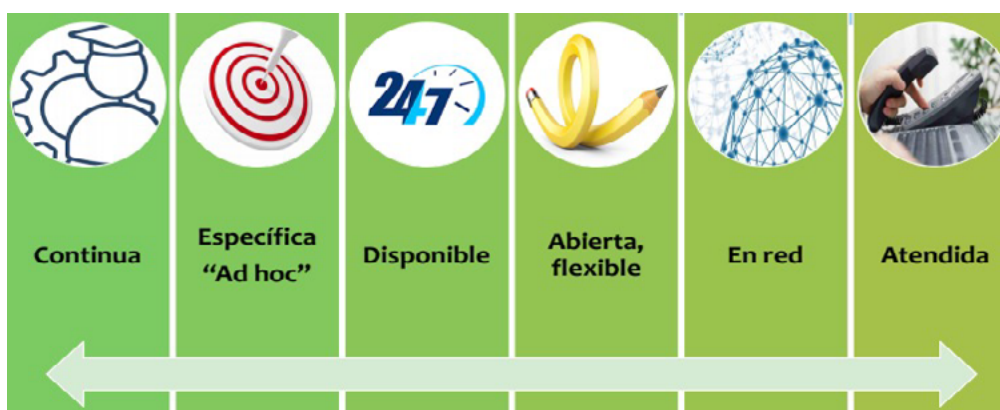 24-7
Continua
Específica
“Ad hoc”
Disponible
Abierta,
flexible
En red
Atendida